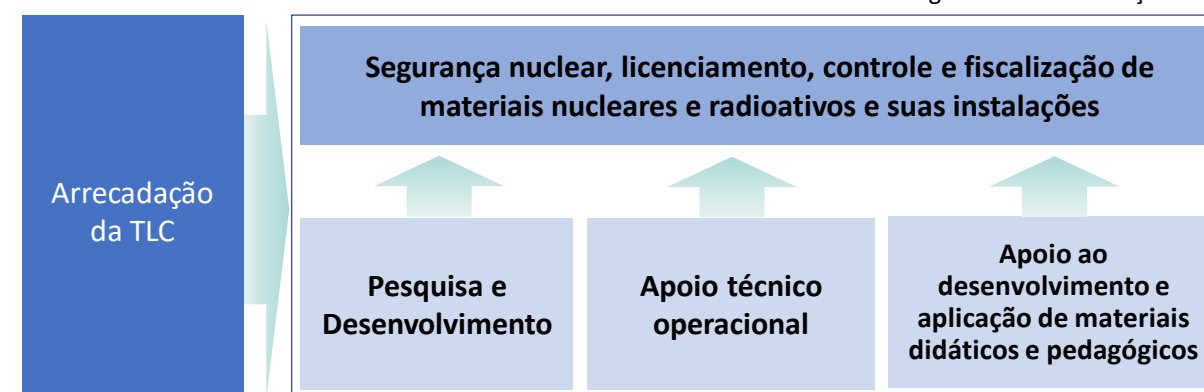 Segurança nuclear, licenciamento, controle e fiscalização de
materiais nucleares e radioativos e suas instalações
Arrecadação
da TLC
Pesquisa e
Desenvolvimento
Apoio técnico
operacional
Apoio ao
desenvolvimento e
aplicação de materiais
didáticos e pedagógicos